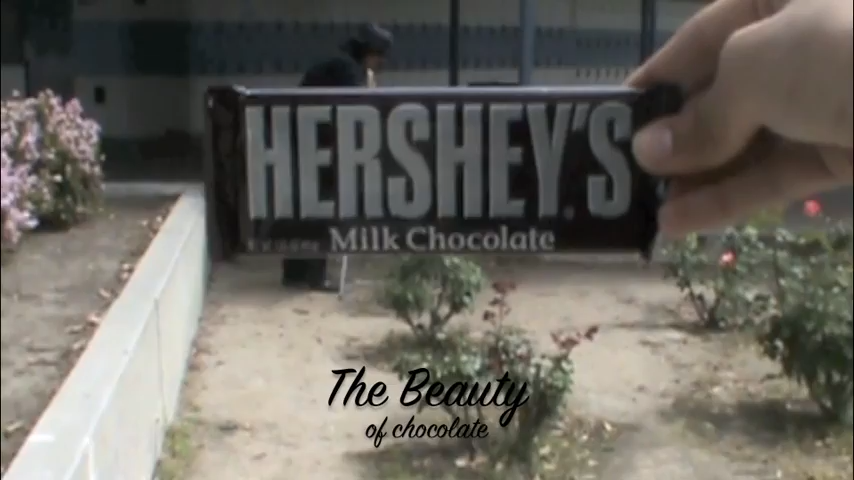 HERSHEY'S
Milk Chocolate
The Beauty
of chocolate